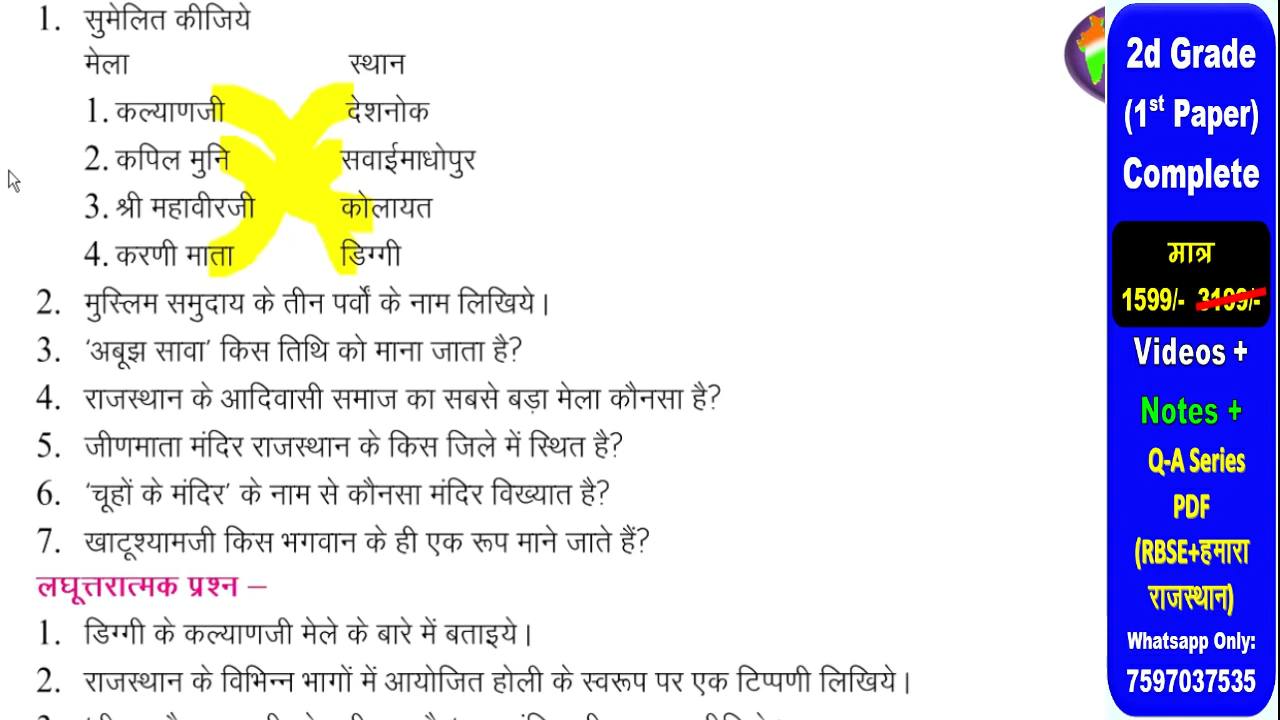 1. सुमेलित कीजिये
मेला स्थान
1. कल्याणजी देशनोक
2. कपिल मुनि सवाईमाधोपुर
3. श्री महावीरजी कोलायत
4. करणी माता डिग्गी
2. मुस्लिम समुदाय के तीन पर्वों के नाम लिखिये।
3. 'अबूझ सावा' किस तिथि को माना जाता है?
4. राजस्थान के आदिवासी समाज का सबसे बड़ा मेला कौनसा है?
5. जीणमाता मंदिर राजस्थान के किस जिले में स्थित है?
6. 'चूहों के मंदिर' के नाम से कौनसा मंदिर विख्यात है?
7. खाटूश्यामजी किस भगवान के ही एक रूप माने जाते हैं?
लघूत्तरात्मक प्रश्न –
1. डिग्गी के कल्याणजी मेले के बारे में बताइये।
2. राजस्थान के विभिन्न भागों में आयोजित होली के स्वरूप पर एक टिप्पणी लिखिये।
2d Grade
(1st Paper)
Complete
मात्र
1599/- 3199/-
Videos +
Notes +
Q-A Series
PDF
(RBSE+हमारा
राजस्थान)
Whatsapp Only:
7597037535